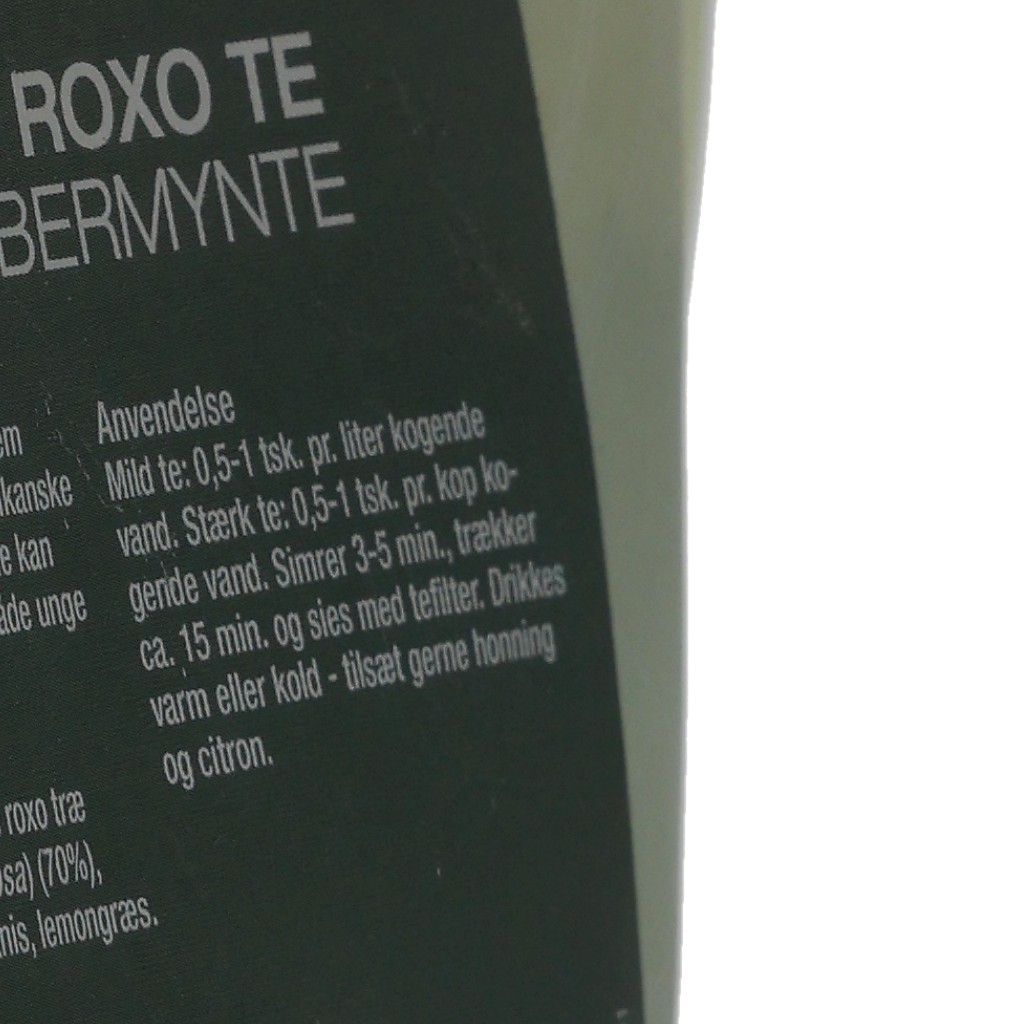 ROXO TE
BERMYNTE
Anvendelse
Mild te: 0,5-1 tsk. pr. liter kogende
vand. Stærk te: 0,5-1 tsk. pr. kop ko-
gende vand. Simrer 3-5 min., trækker
ca. 15 min. og sies med tefilter. Drikkes
varm eller kold - tilsæt gerne honning
og citron.
em
ikanske
e kan
åde unge
roxo træ
osa) (70%),
nis, lemongræs.